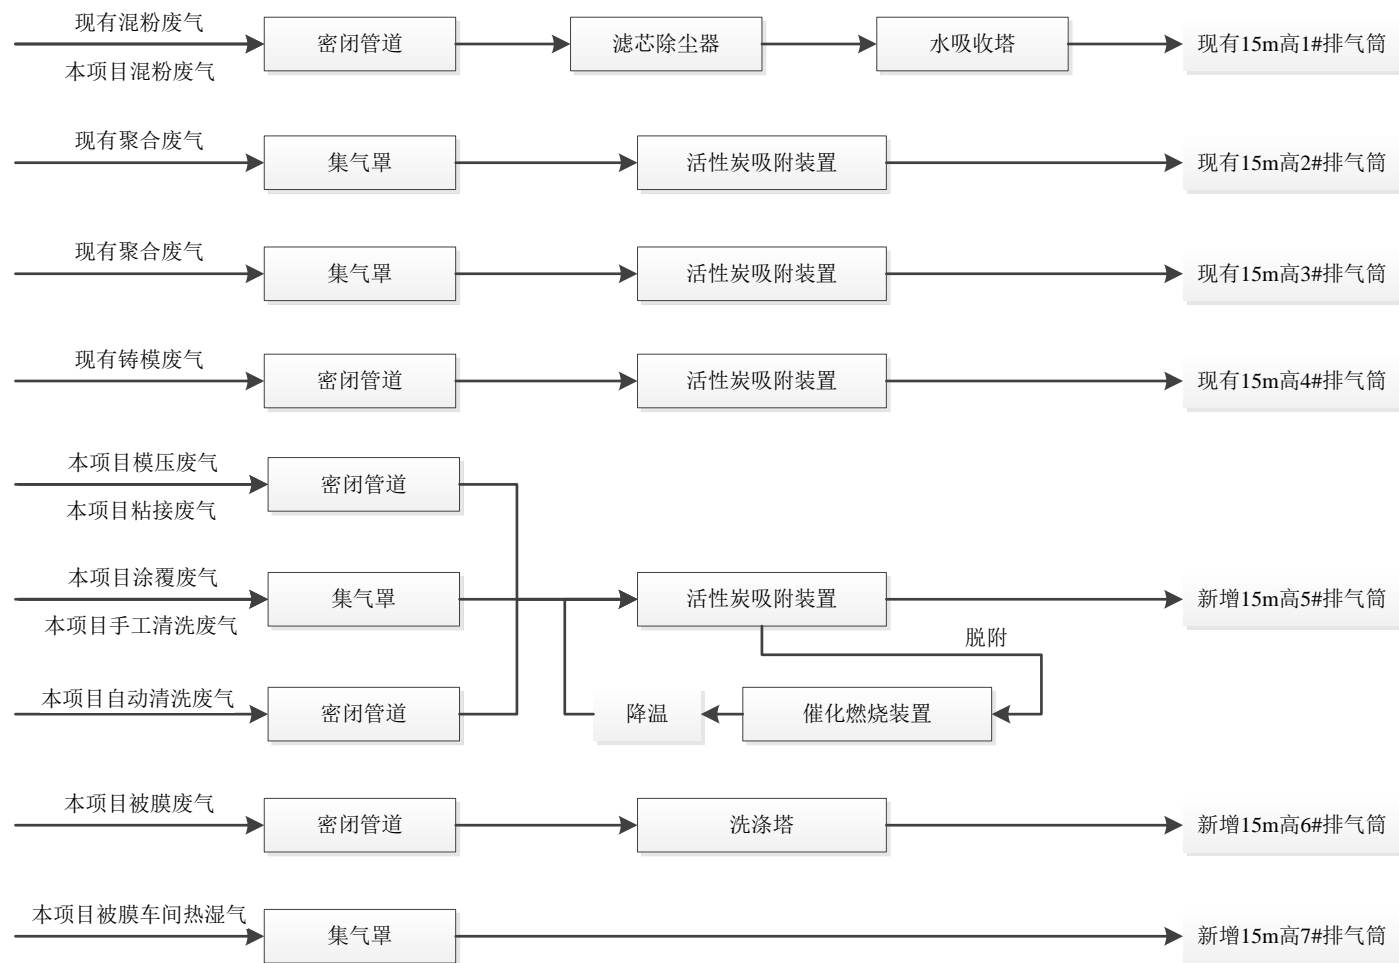 现有混粉废气
本项目混粉废气
密闭管道
滤芯除尘器
水吸收塔
现有15m高1#排气筒
现有聚合废气
集气罩
活性炭吸附装置
现有15m高2#排气筒
现有聚合废气
集气罩
活性炭吸附装置
现有15m高3#排气筒
现有铸模废气
密闭管道
活性炭吸附装置
现有15m高4#排气筒
本项目模压废气
本项目粘接废气
密闭管道
本项目涂覆废气
本项目手工清洗废气
集气罩
活性炭吸附装置
新增15m高5#排气筒
脱附
本项目自动清洗废气
密闭管道
降温
催化燃烧装置
本项目被膜废气
密闭管道
洗涤塔
新增15m高6#排气筒
本项目被膜车间热湿气
集气罩
新增15m高7#排气筒